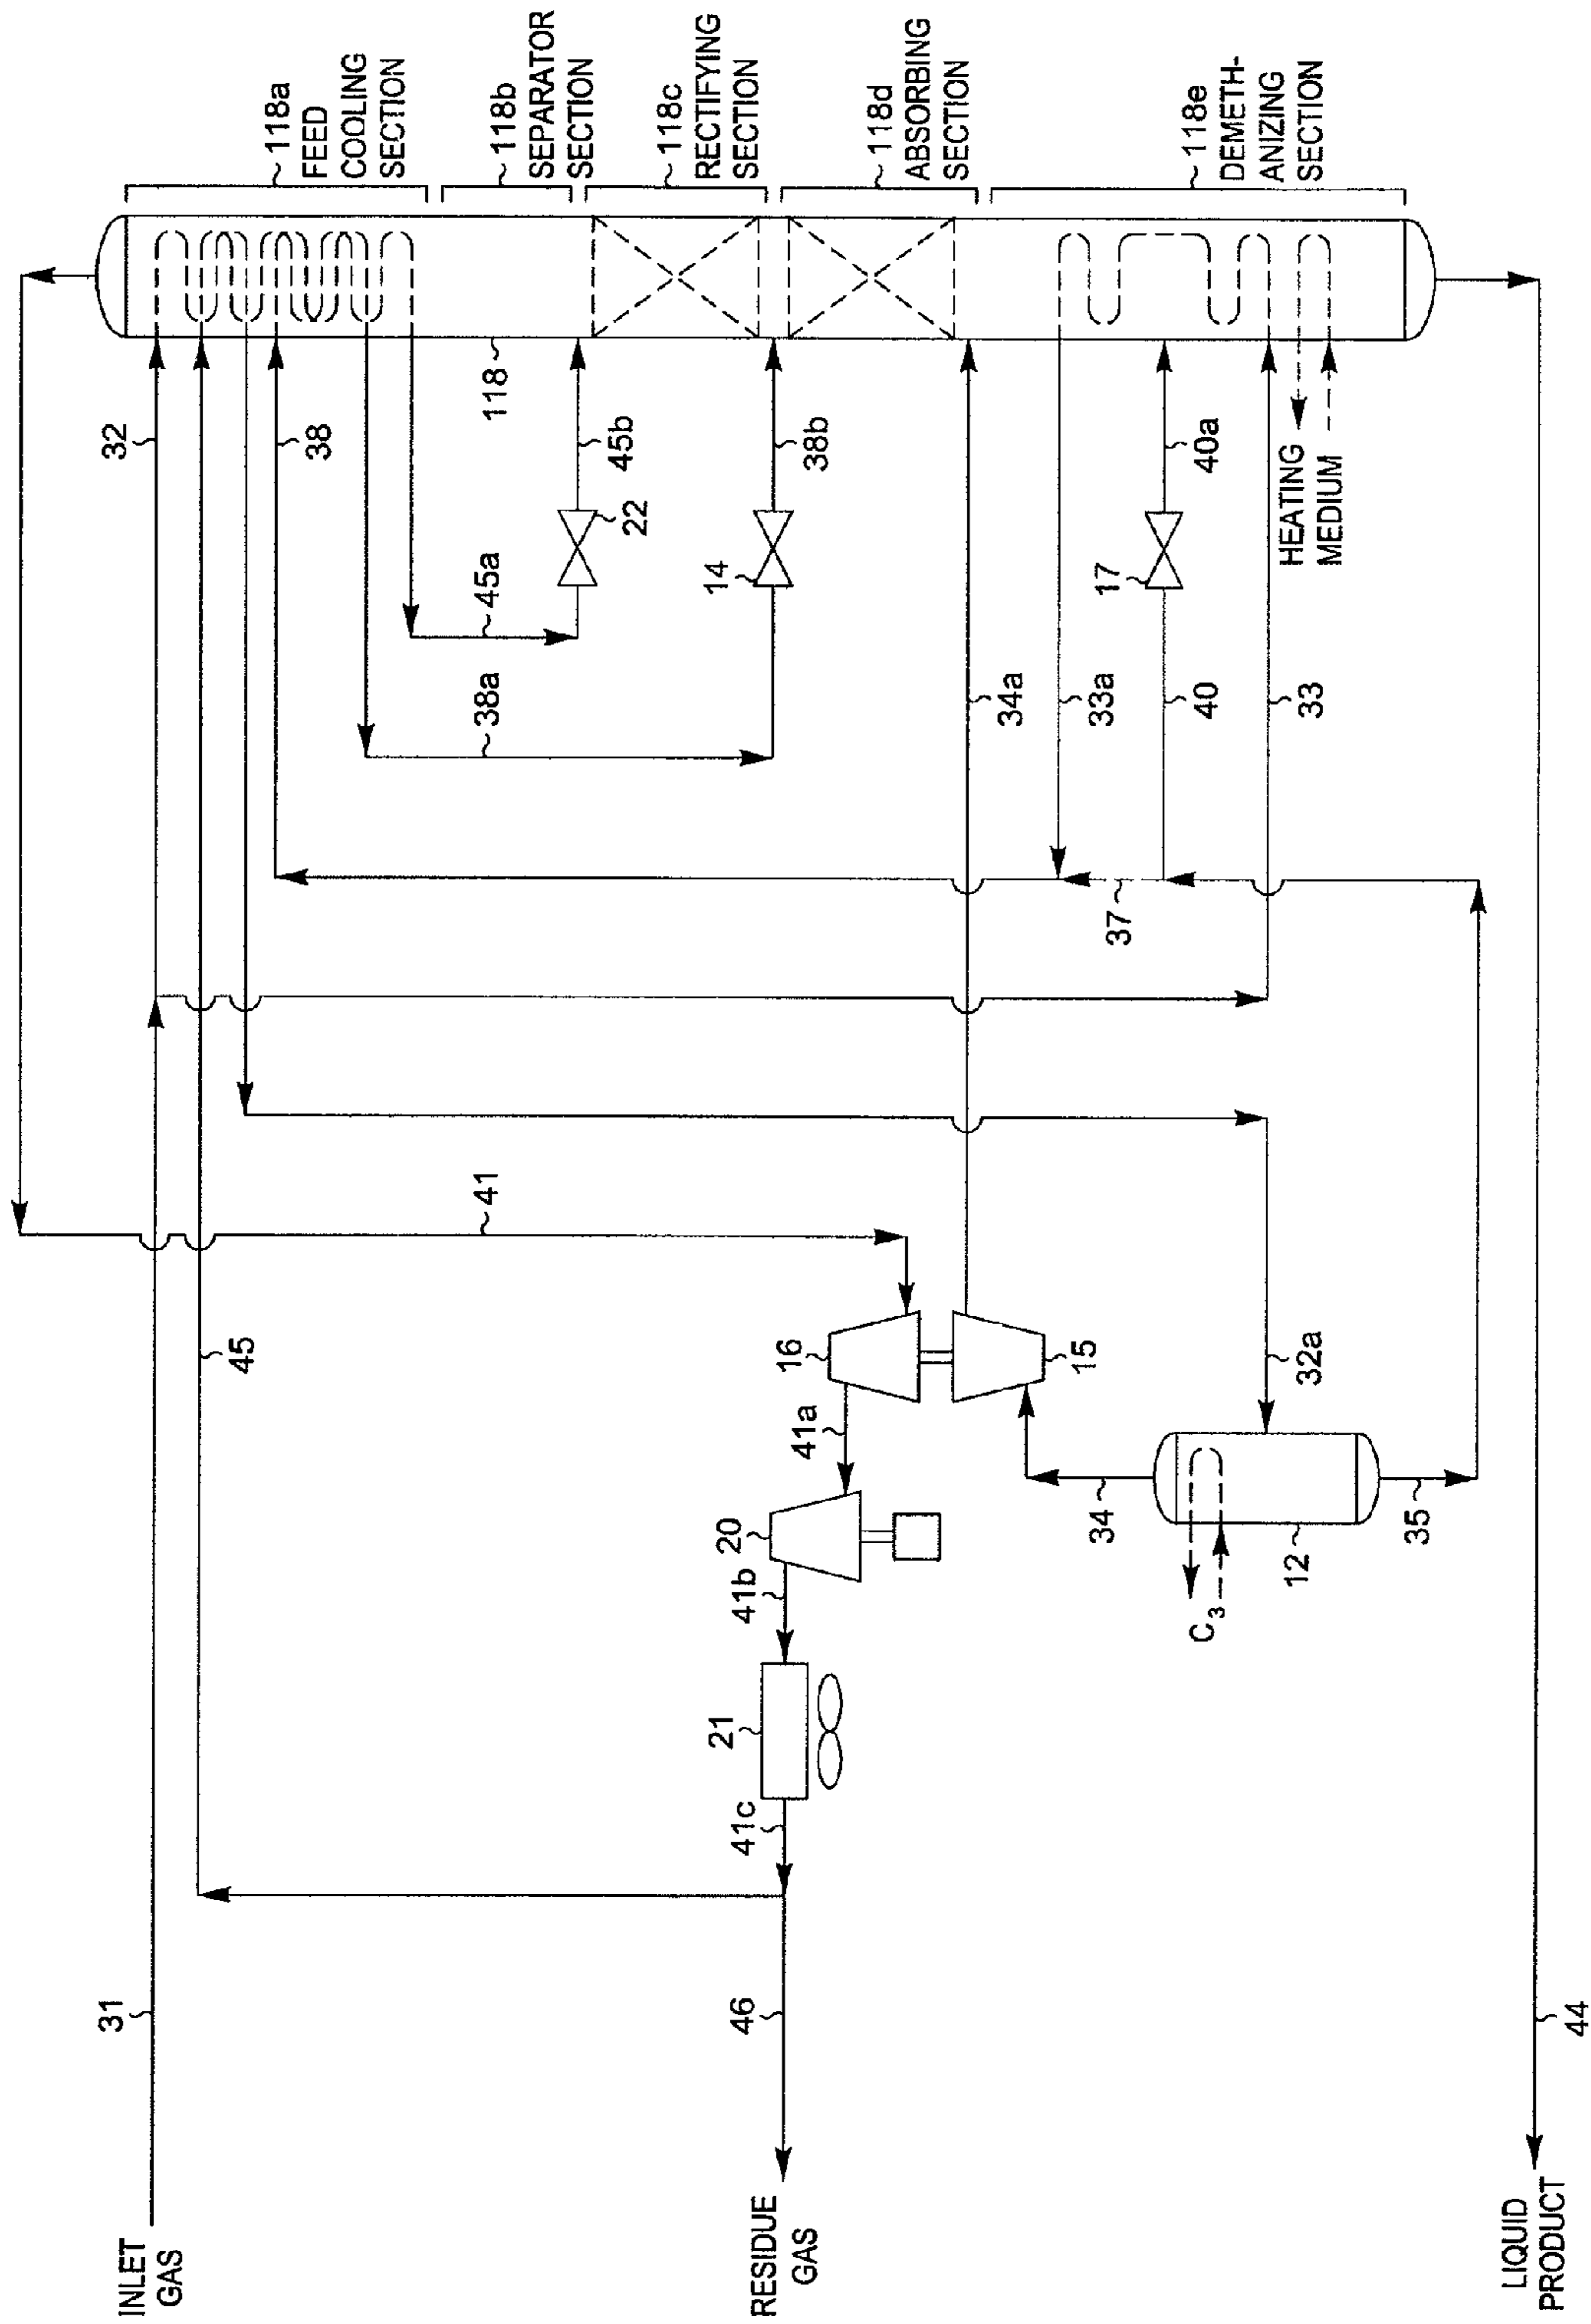 118a
FEED
COOLING
SECTION
118b
SEPARATOR
SECTION
118c
RECTIFYING
SECTION
118d
ABSORBING
SECTION
118e
DEMETH-
ANIZING
SECTION
32
38
118
45b
22
45a
14
38b
38a
34a
33a
17
40a
40
33
HEATING
MEDIUM
37
41
45
16
15
32a
41a
20
41b
34
35
12
C3
21
41c
31
46
44
INLET
GAS
RESIDUE
GAS
LIQUID
PRODUCT